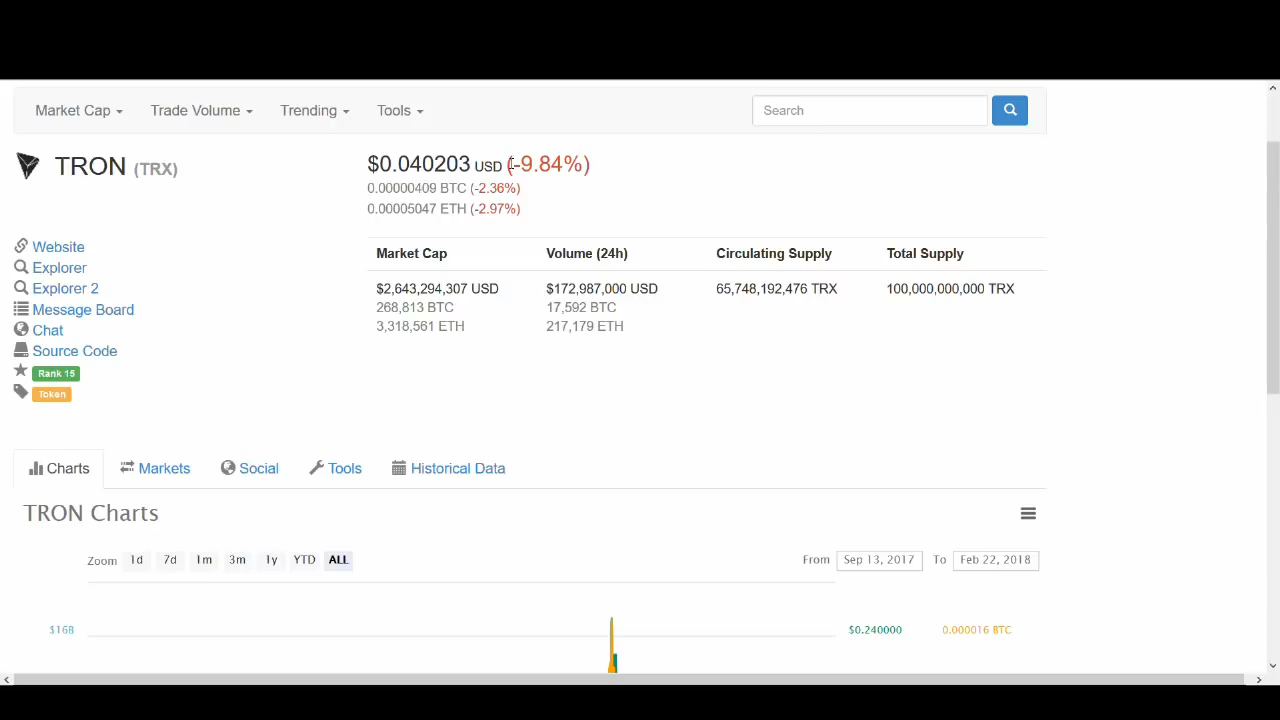 Market Cap Trade Volume Trending Tools Search
TRON (TRX)
$0.040203 USD (-9.84%)
0.00000409 BTC (-2.36%)
0.00005047 ETH (-2.97%)
Website
Explorer
Explorer 2
Message Board
Chat
Source Code
Rank 15
Token
Market Cap Volume (24h) Circulating Supply Total Supply
$2,643,294,307 USD $172,987,000 USD 65,748,192,476 TRX 100,000,000,000 TRX
268,813 BTC 17,592 BTC
3,318,561 ETH 217,179 ETH
Charts Markets Social Tools Historical Data
TRON Charts
Zoom 1d 7d 1m 3m 1y YTD ALL From Sep 13, 2017 To Feb 22, 2018
$16B $0.240000 0.000016 BTC